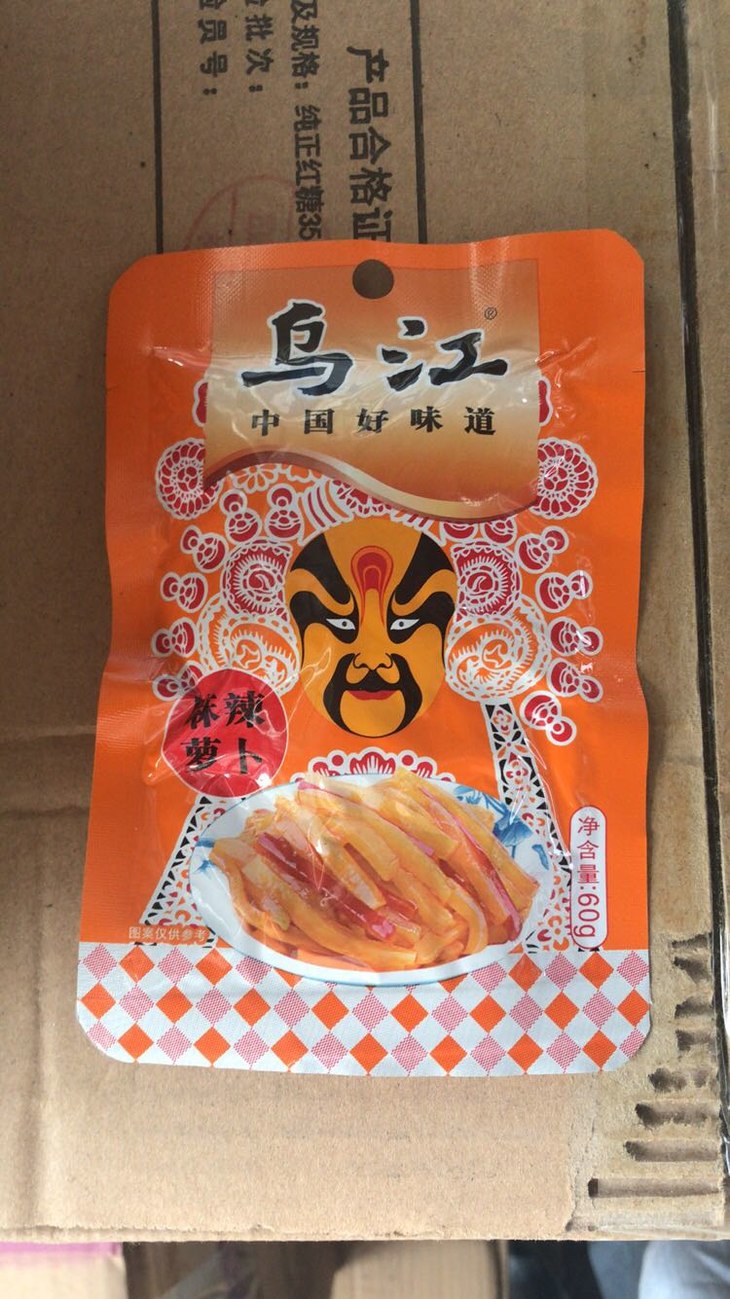 产品合格证
及规格：纯正红糖35
批次：
员号：
乌江®
中国好味道
麻辣
萝卜
净含量:60g
图案仅供参考